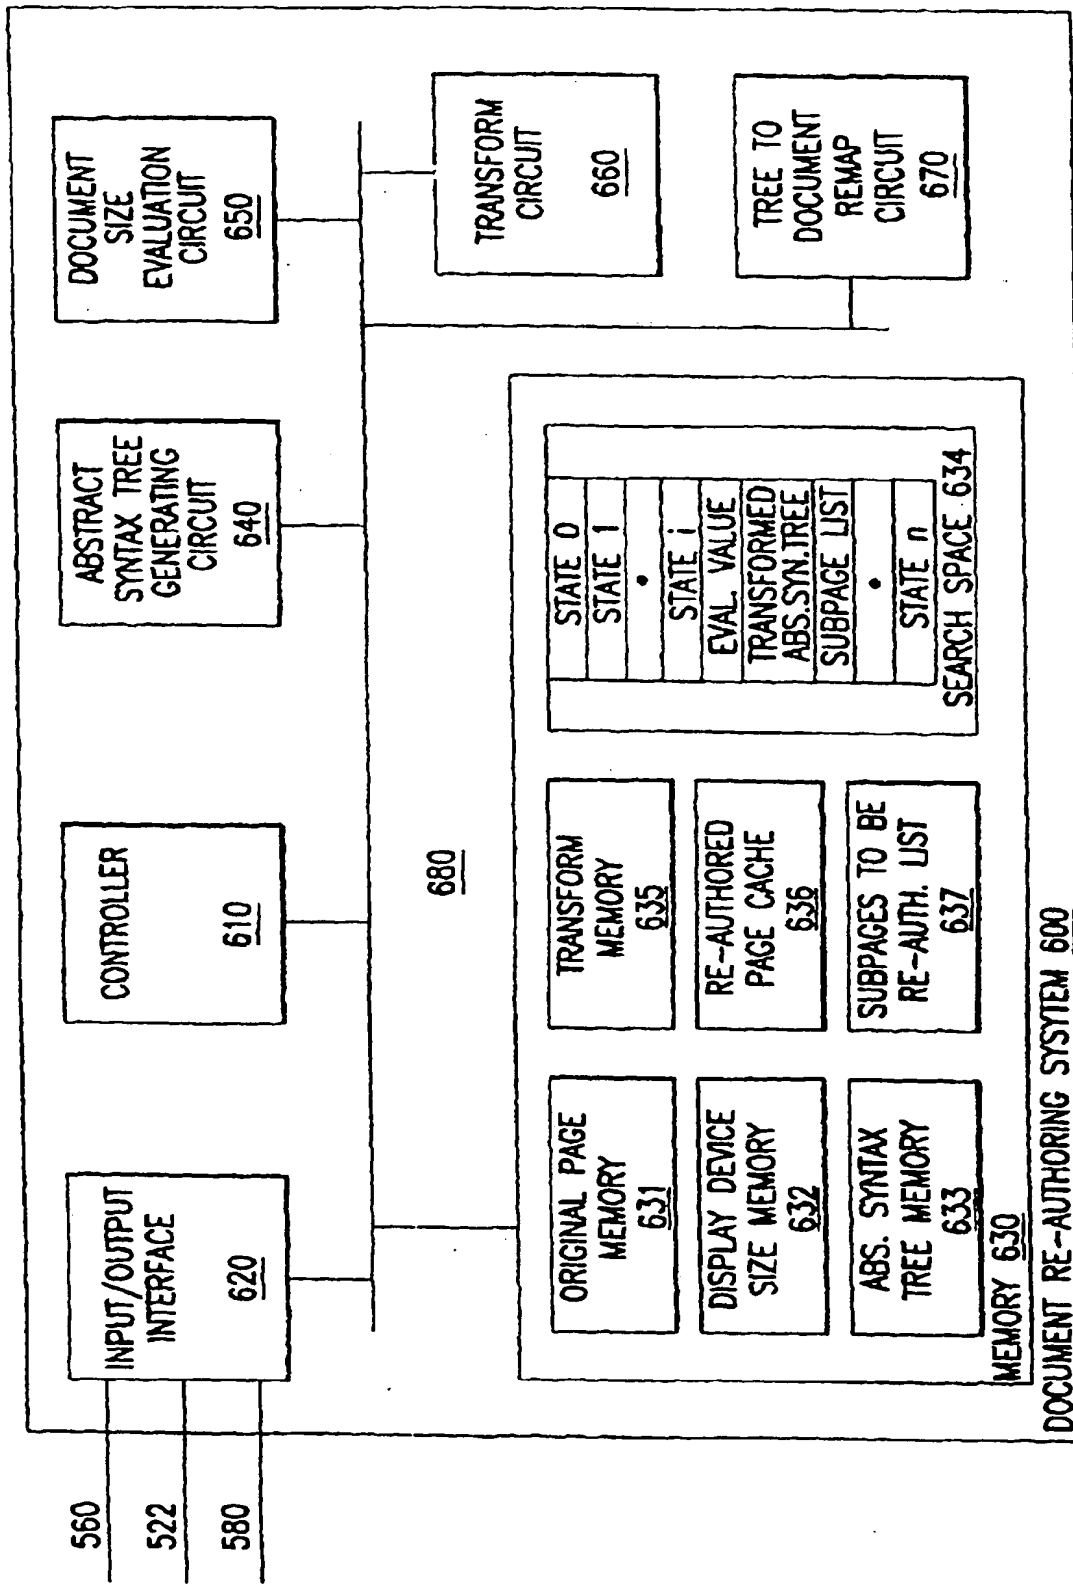 560
522
580
INPUT/OUTPUT
INTERFACE
620
CONTROLLER
610
ABSTRACT
SYNTAX TREE
GENERATING
CIRCUIT
640
DOCUMENT
SIZE
EVALUATION
CIRCUIT
650
680
TRANSFORM
CIRCUIT
660
TREE TO
DOCUMENT
REMAP
CIRCUIT
670
ORIGINAL PAGE
MEMORY
631
DISPLAY DEVICE
SIZE MEMORY
632
ABS. SYNTAX
TREE MEMORY
633
TRANSFORM
MEMORY
635
RE-AUTHORED
PAGE CACHE
636
SUBPAGES TO BE
RE-AUTH. LIST
637
STATE 0
STATE 1
•
STATE i
EVAL. VALUE
TRANSFORMED
ABS.SYN.TREE
SUBPAGE LIST
•
STATE n
SEARCH SPACE 634
MEMORY 630
DOCUMENT RE-AUTHORING SYSYTEM 600